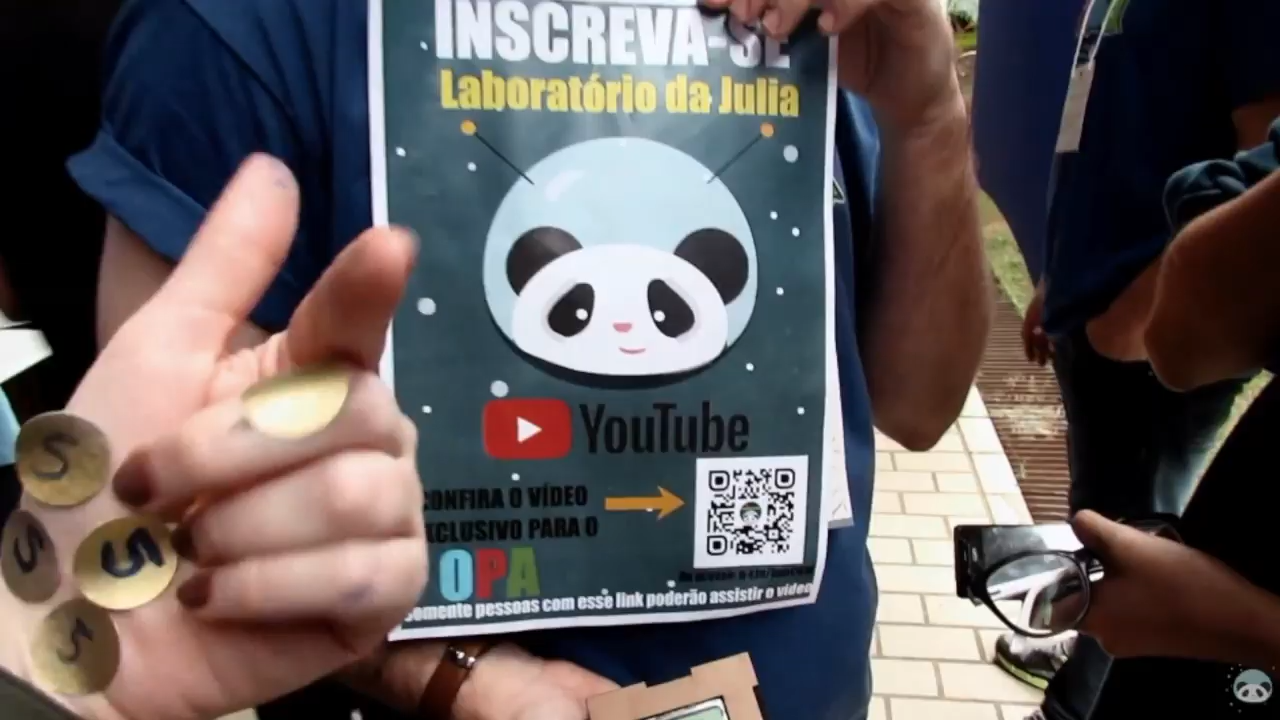 INSCREVA-SE
Laboratório da Julia
YouTube
CONFIRA O VÍDEO
EXCLUSIVO PARA O
OPA
somente pessoas com esse link poderão assistir o vídeo
5
5
5
5